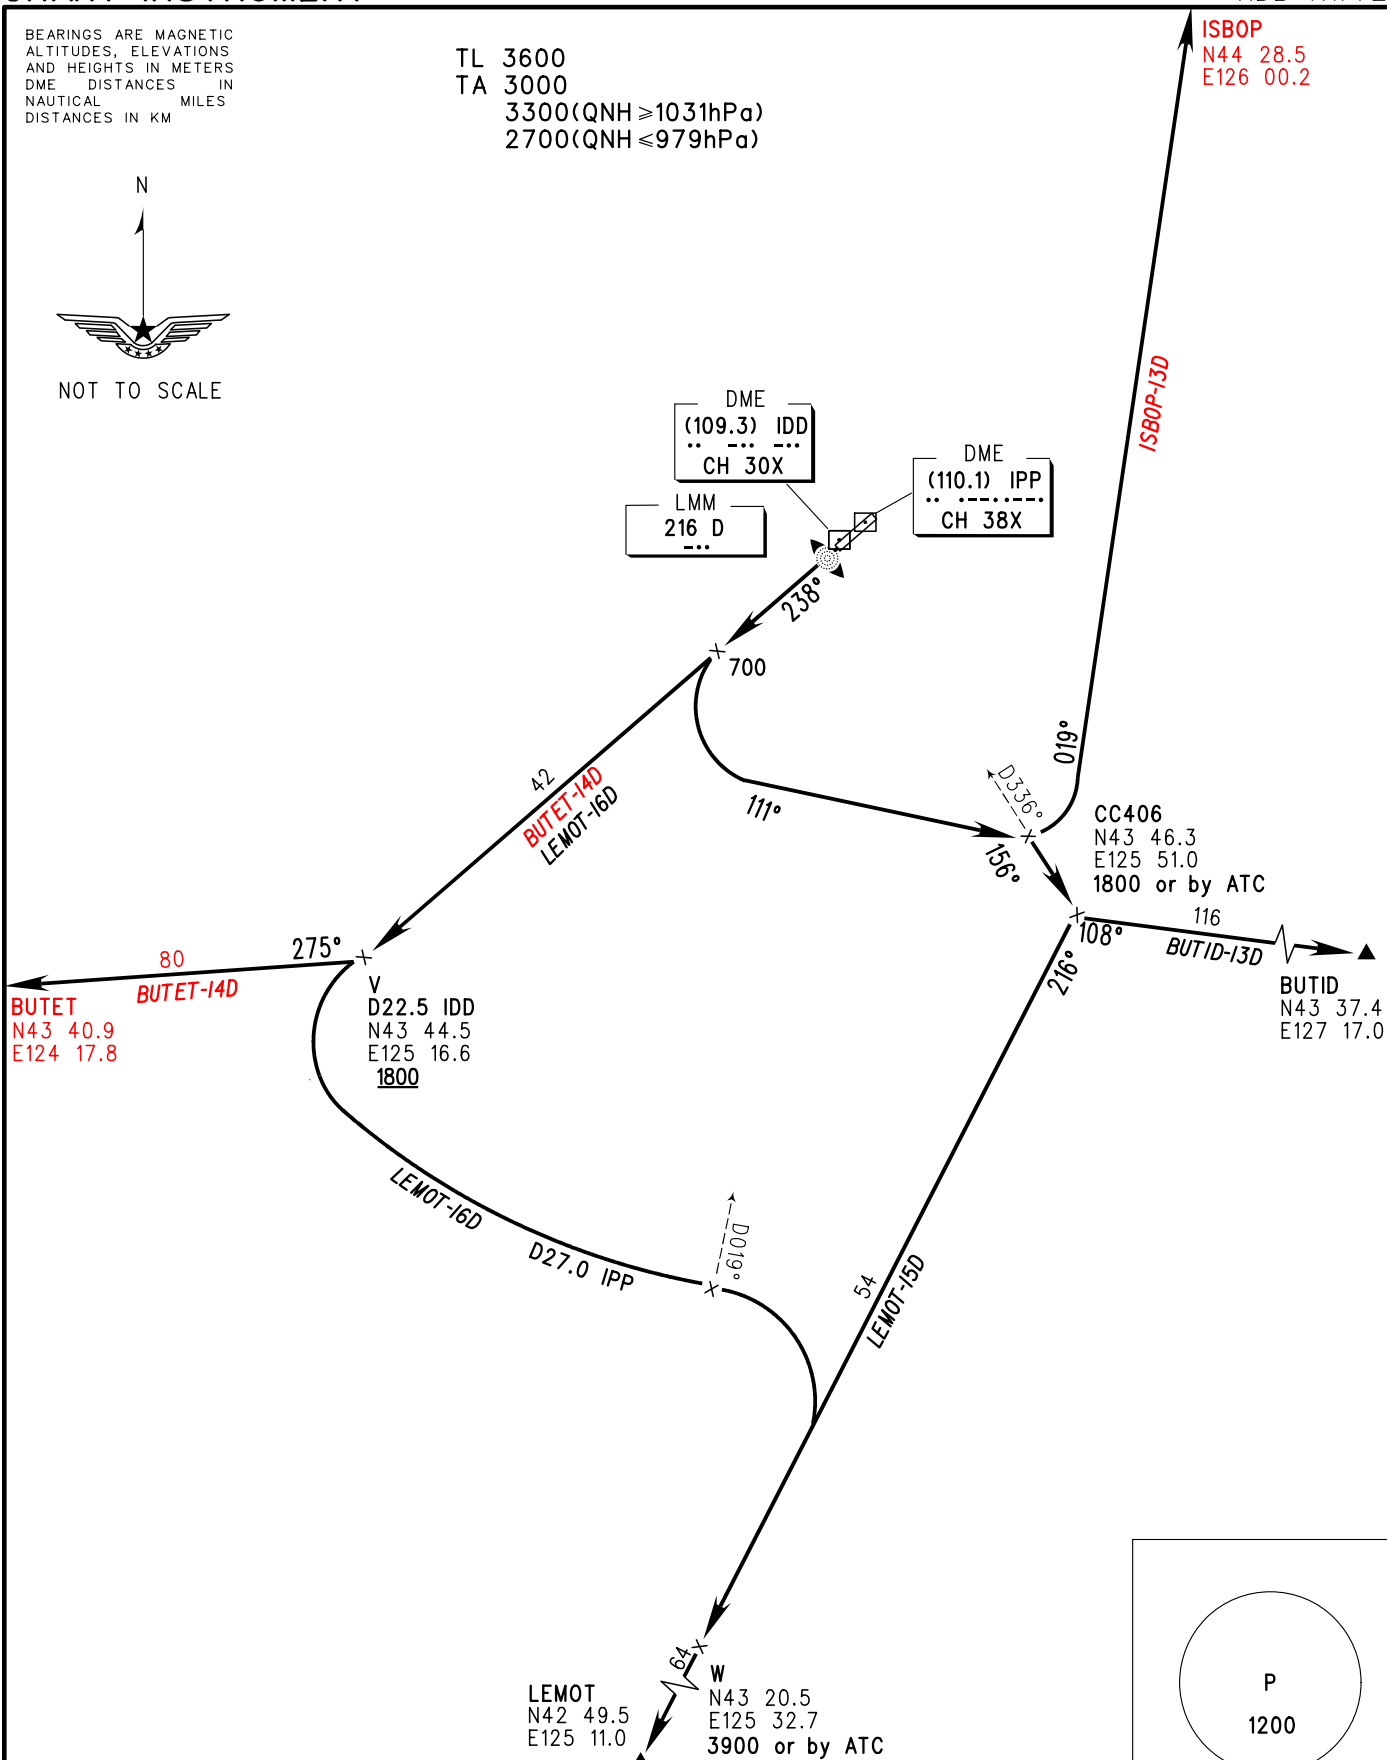 BEARINGS ARE MAGNETIC
ALTITUDES, ELEVATIONS
AND HEIGHTS IN METERS
DME DISTANCES IN
NAUTICAL MILES
DISTANCES IN KM
TL 3600
TA 3000
3300(QNH≥1031hPa)
2700(QNH≤979hPa)
ISBOP
N44 28.5
E126 00.2
N
NOT TO SCALE
ISBOP-13D
DME
(109.3) IDD
CH 30X
DME
(110.1) IPP
CH 38X
LMM
216 D
238°
700
019°
42
BUTET-14D
LEMOT-16D
111°
D336°
156°
CC406
N43 46.3
E125 51.0
1800 or by ATC
108°
116
BUTID-13D
216°
BUTID
N43 37.4
E127 17.0
275°
80
BUTET-14D
BUTET
N43 40.9
E124 17.8
V
D22.5 IDD
N43 44.5
E125 16.6
1800
LEMOT-16D
D27.0 IPP
D019°
54
LEMOT-15D
64
W
N43 20.5
E125 32.7
3900 or by ATC
LEMOT
N42 49.5
E125 11.0
P
1200